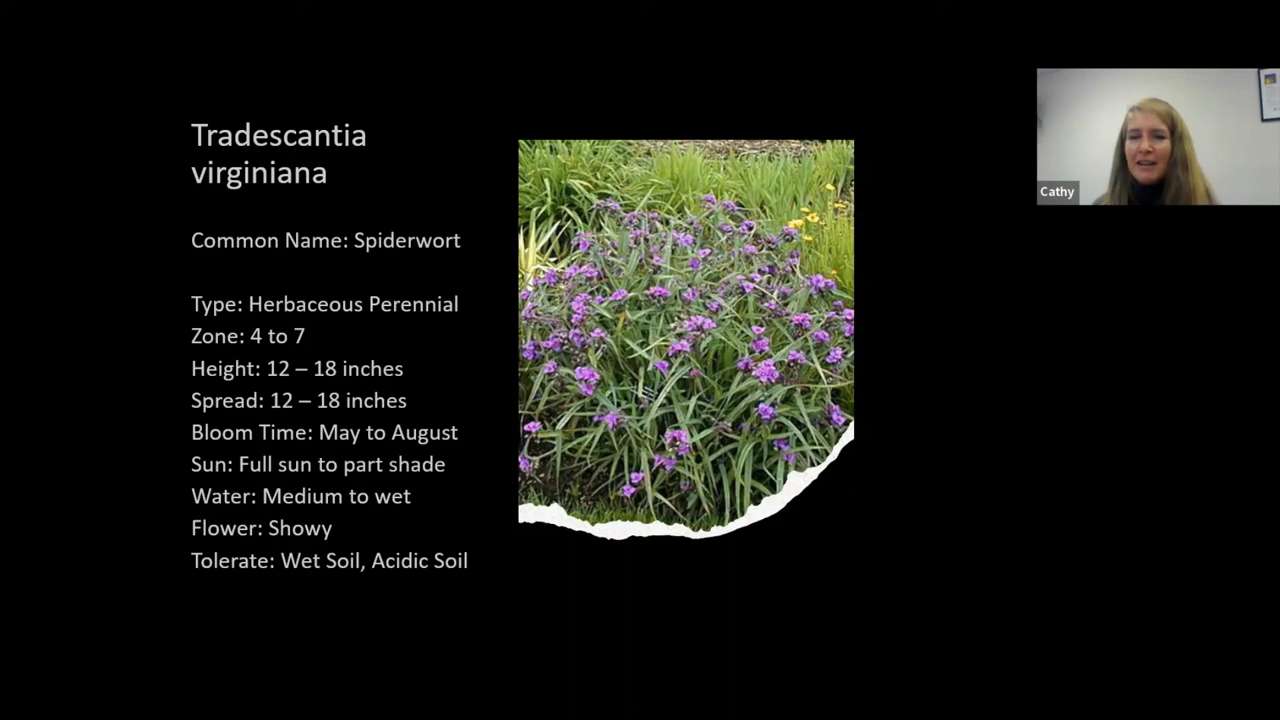 Tradescantia
virginiana
Common Name: Spiderwort
Type: Herbaceous Perennial
Zone: 4 to 7
Height: 12 – 18 inches
Spread: 12 – 18 inches
Bloom Time: May to August
Sun: Full sun to part shade
Water: Medium to wet
Flower: Showy
Tolerate: Wet Soil, Acidic Soil
Cathy